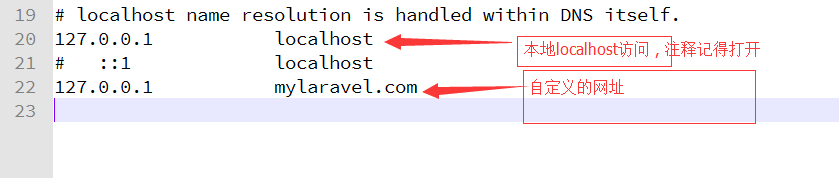 19 # localhost name resolution is handled within DNS itself.
20 127.0.0.1 localhost 本地localhost访问，注释记得打开
21 # ::1 localhost
22 127.0.0.1 mylaravel.com 自定义的网址
23